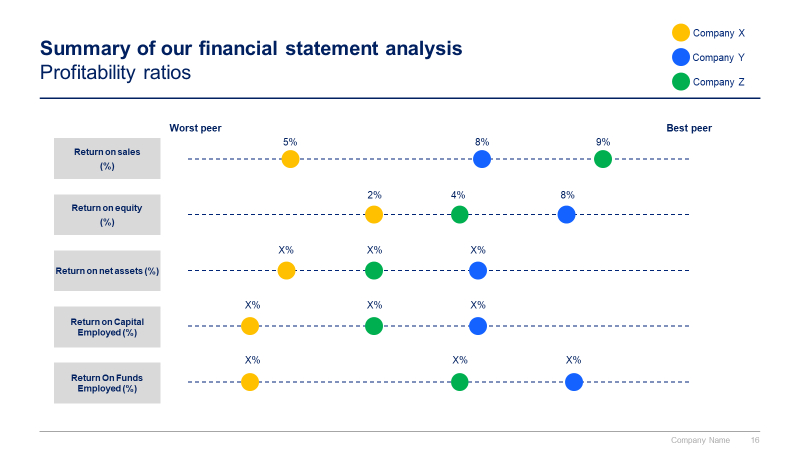 Summary of our financial statement analysis
Profitability ratios
Company X
Company Y
Company Z
Worst peer
Best peer
Return on sales
(%)
5%
8%
9%
Return on equity
(%)
2%
4%
8%
Return on net assets (%)
X%
X%
X%
Return on Capital
Employed (%)
X%
X%
X%
Return On Funds
Employed (%)
X%
X%
X%
Company Name
16